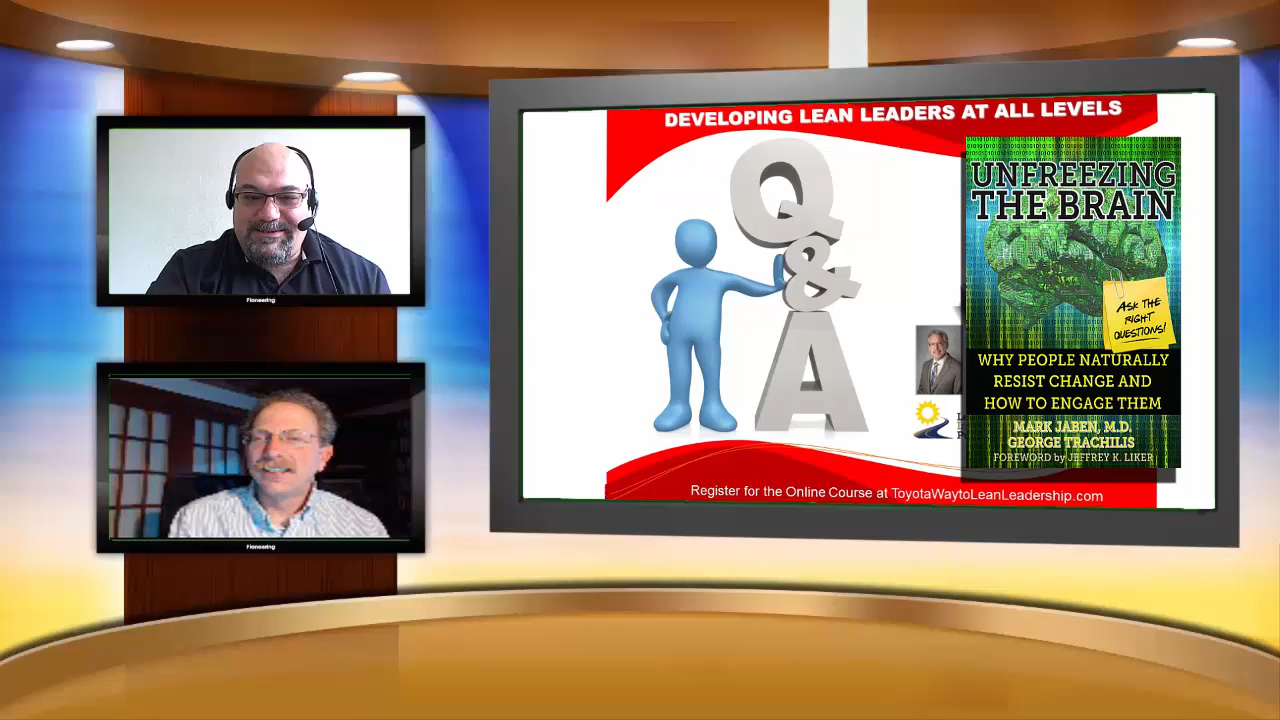 DEVELOPING LEAN LEADERS AT ALL LEVELS
Q
&
A
UNFREEZING
THE BRAIN
ASK THE
RIGHT
QUESTIONS!
WHY PEOPLE NATURALLY
RESIST CHANGE AND
HOW TO ENGAGE THEM
MARK JABEN, M.D.
GEORGE TRACHILIS
FOREWORD by JEFFREY K. LIKER
Register for the Online Course at ToyotaWaytoLeanLeadership.com